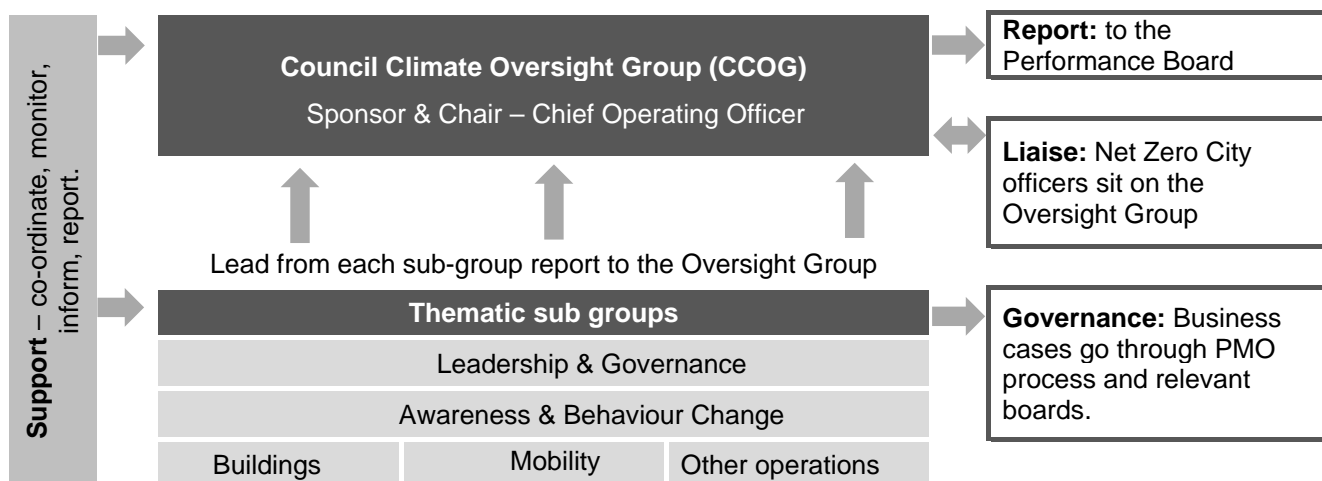 Support – co-ordinate, monitor,
inform, report.
Council Climate Oversight Group (CCOG)
Sponsor & Chair – Chief Operating Officer
Report: to the
Performance Board
Liaise: Net Zero City
officers sit on the
Oversight Group
Lead from each sub-group report to the Oversight Group
Thematic sub groups
Leadership & Governance
Awareness & Behaviour Change
Buildings
Mobility
Other operations
Governance: Business
cases go through PMO
process and relevant
boards.